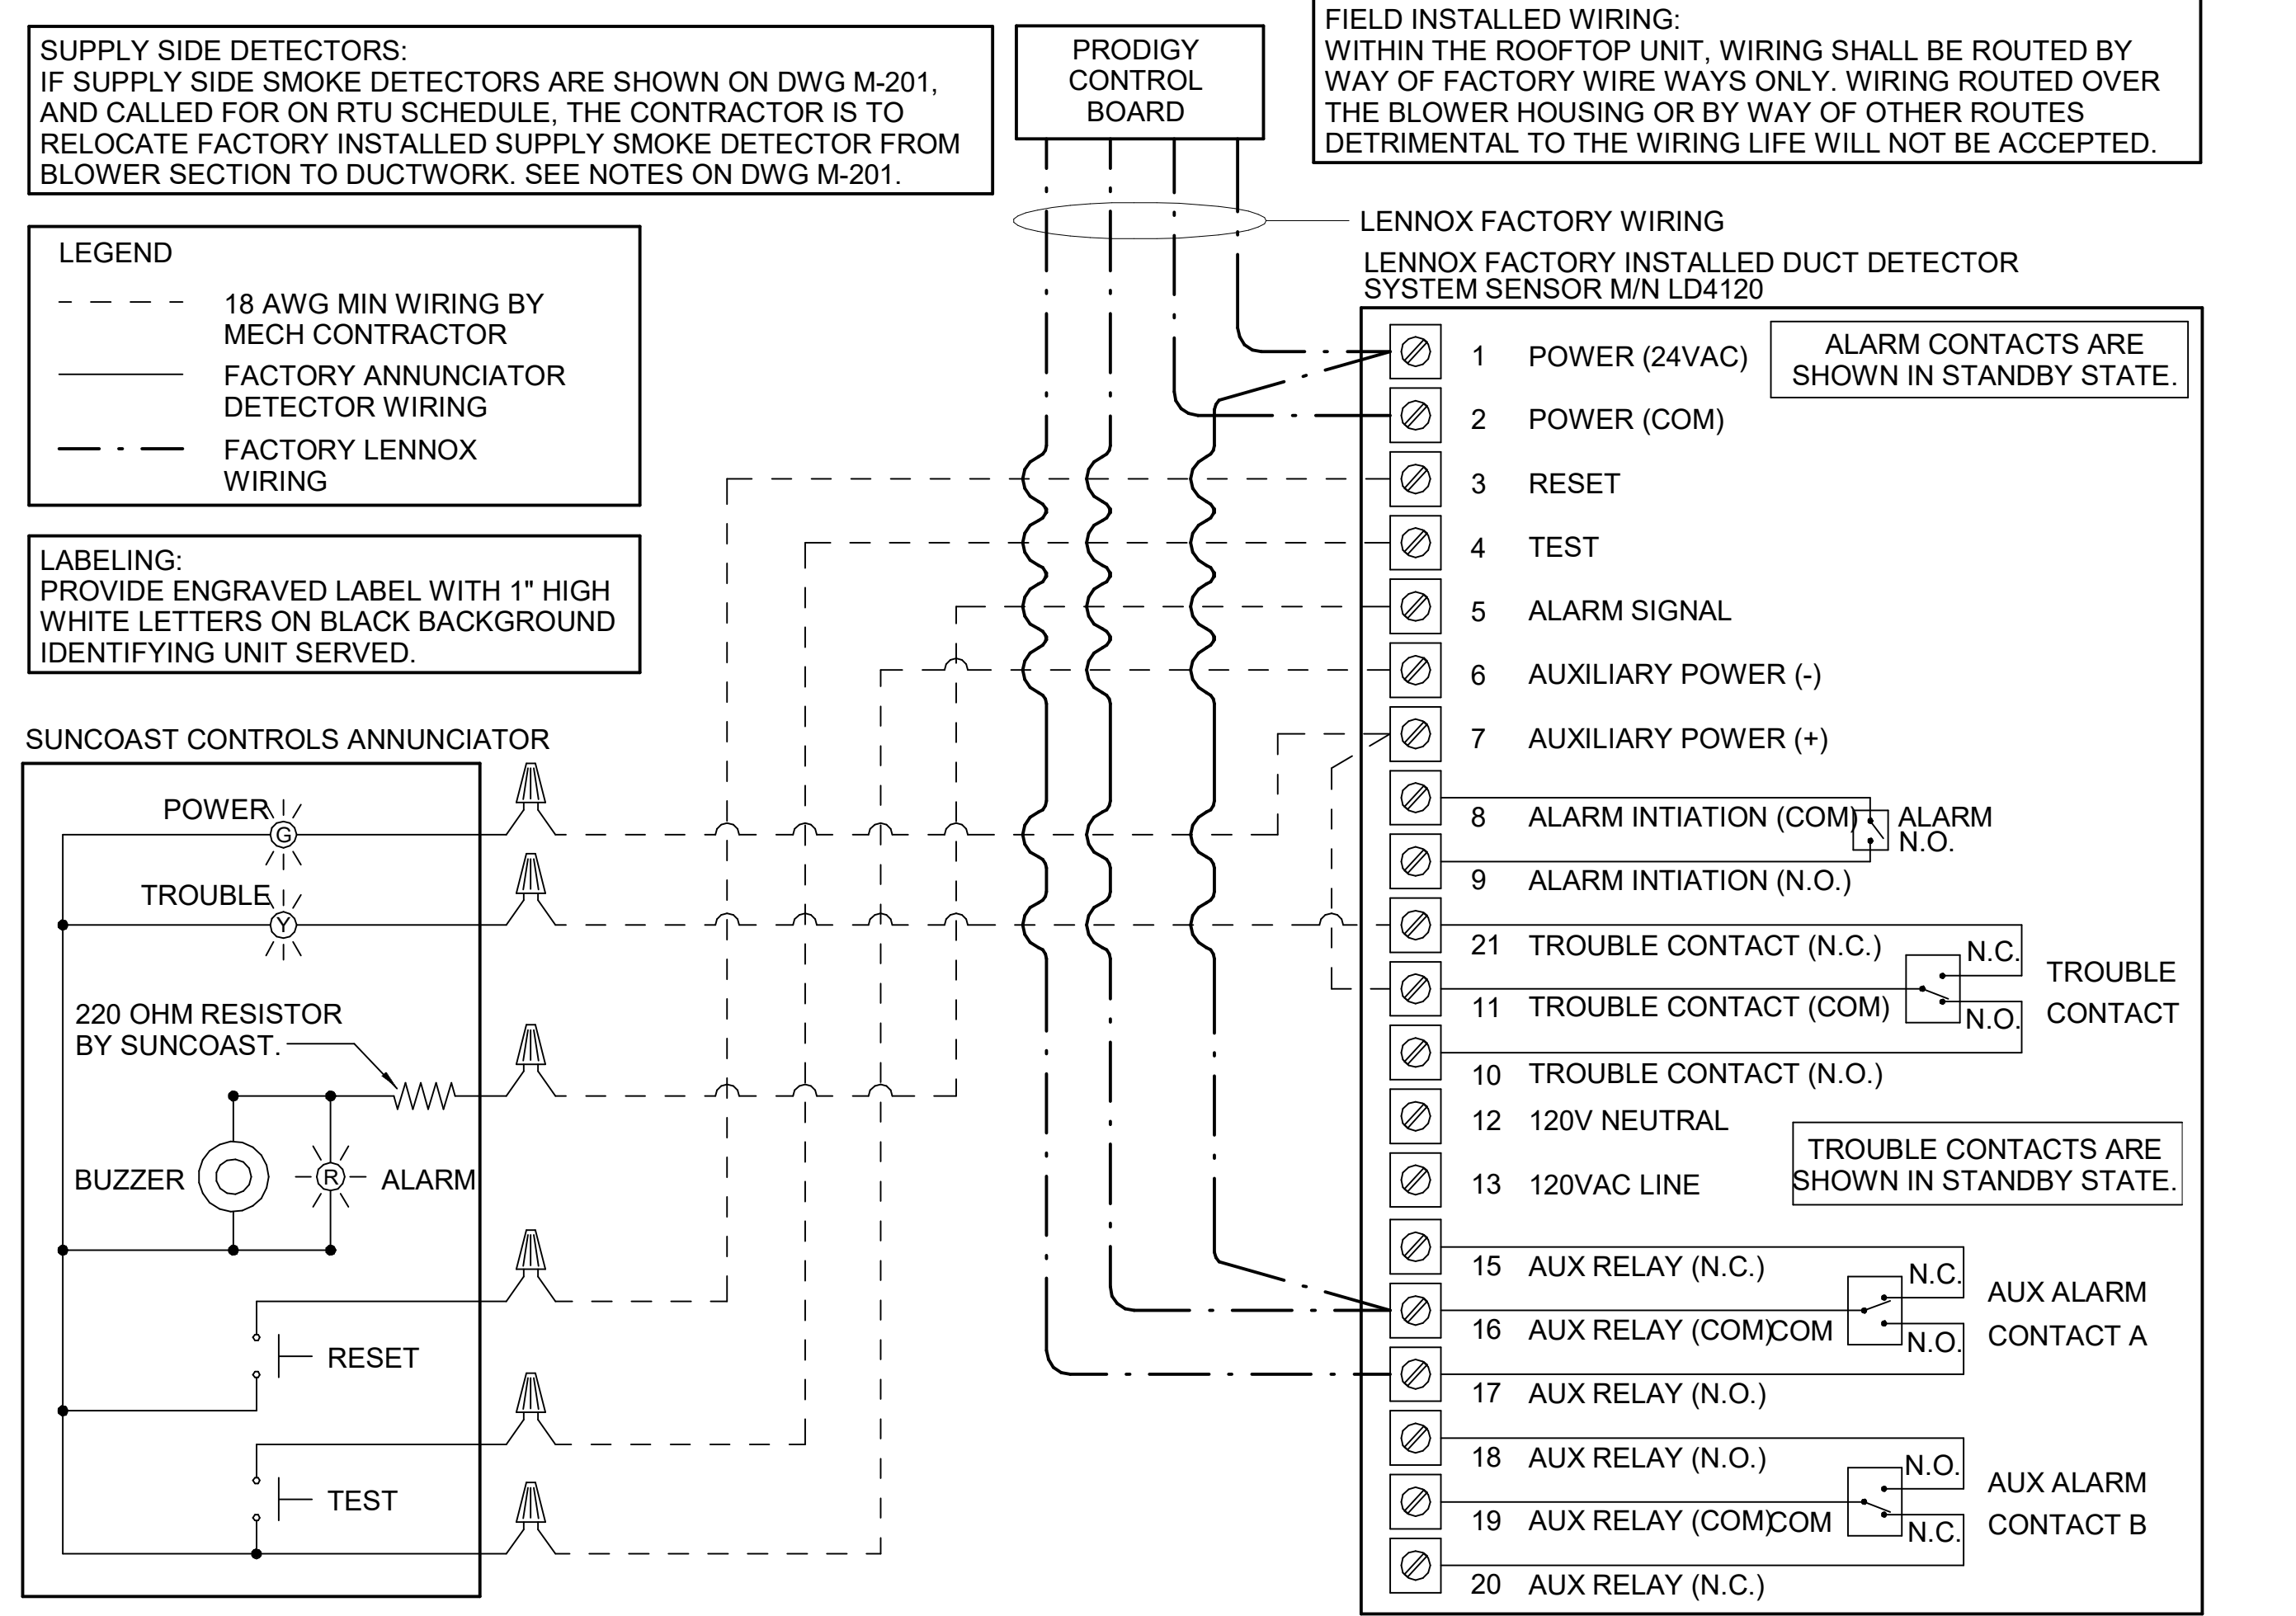 SUPPLY SIDE DETECTORS:
IF SUPPLY SIDE SMOKE DETECTORS ARE SHOWN ON DWG M-201,
AND CALLED FOR ON RTU SCHEDULE, THE CONTRACTOR IS TO
RELOCATE FACTORY INSTALLED SUPPLY SMOKE DETECTOR FROM
BLOWER SECTION TO DUCTWORK. SEE NOTES ON DWG M-201.
PRODIGY
CONTROL
BOARD
FIELD INSTALLED WIRING:
WITHIN THE ROOFTOP UNIT, WIRING SHALL BE ROUTED BY
WAY OF FACTORY WIRE WAYS ONLY. WIRING ROUTED OVER
THE BLOWER HOUSING OR BY WAY OF OTHER ROUTES
DETRIMENTAL TO THE WIRING LIFE WILL NOT BE ACCEPTED.
LENNOX FACTORY WIRING
LEGEND
18 AWG MIN WIRING BY
MECH CONTRACTOR
FACTORY ANNUNCIATOR
DETECTOR WIRING
FACTORY LENNOX
WIRING
LABELING:
PROVIDE ENGRAVED LABEL WITH 1" HIGH
WHITE LETTERS ON BLACK BACKGROUND
IDENTIFYING UNIT SERVED.
SUNCOAST CONTROLS ANNUNCIATOR
POWER
G
TROUBLE
Y
220 OHM RESISTOR
BY SUNCOAST.
BUZZER
R
ALARM
RESET
TEST
LENNOX FACTORY INSTALLED DUCT DETECTOR
SYSTEM SENSOR M/N LD4120
ALARM CONTACTS ARE
SHOWN IN STANDBY STATE.
1 POWER (24VAC)
2 POWER (COM)
3 RESET
4 TEST
5 ALARM SIGNAL
6 AUXILIARY POWER (-)
7 AUXILIARY POWER (+)
8 ALARM INTIATION (COM)
ALARM
N.O.
9 ALARM INTIATION (N.O.)
21 TROUBLE CONTACT (N.C.)
N.C.
TROUBLE
CONTACT
11 TROUBLE CONTACT (COM)
N.O.
10 TROUBLE CONTACT (N.O.)
12 120V NEUTRAL
13 120VAC LINE
TROUBLE CONTACTS ARE
SHOWN IN STANDBY STATE.
15 AUX RELAY (N.C.)
N.C.
AUX ALARM
CONTACT A
16 AUX RELAY (COM)
COM
N.O.
17 AUX RELAY (N.O.)
18 AUX RELAY (N.O.)
N.O.
AUX ALARM
CONTACT B
19 AUX RELAY (COM)
COM
N.C.
20 AUX RELAY (N.C.)